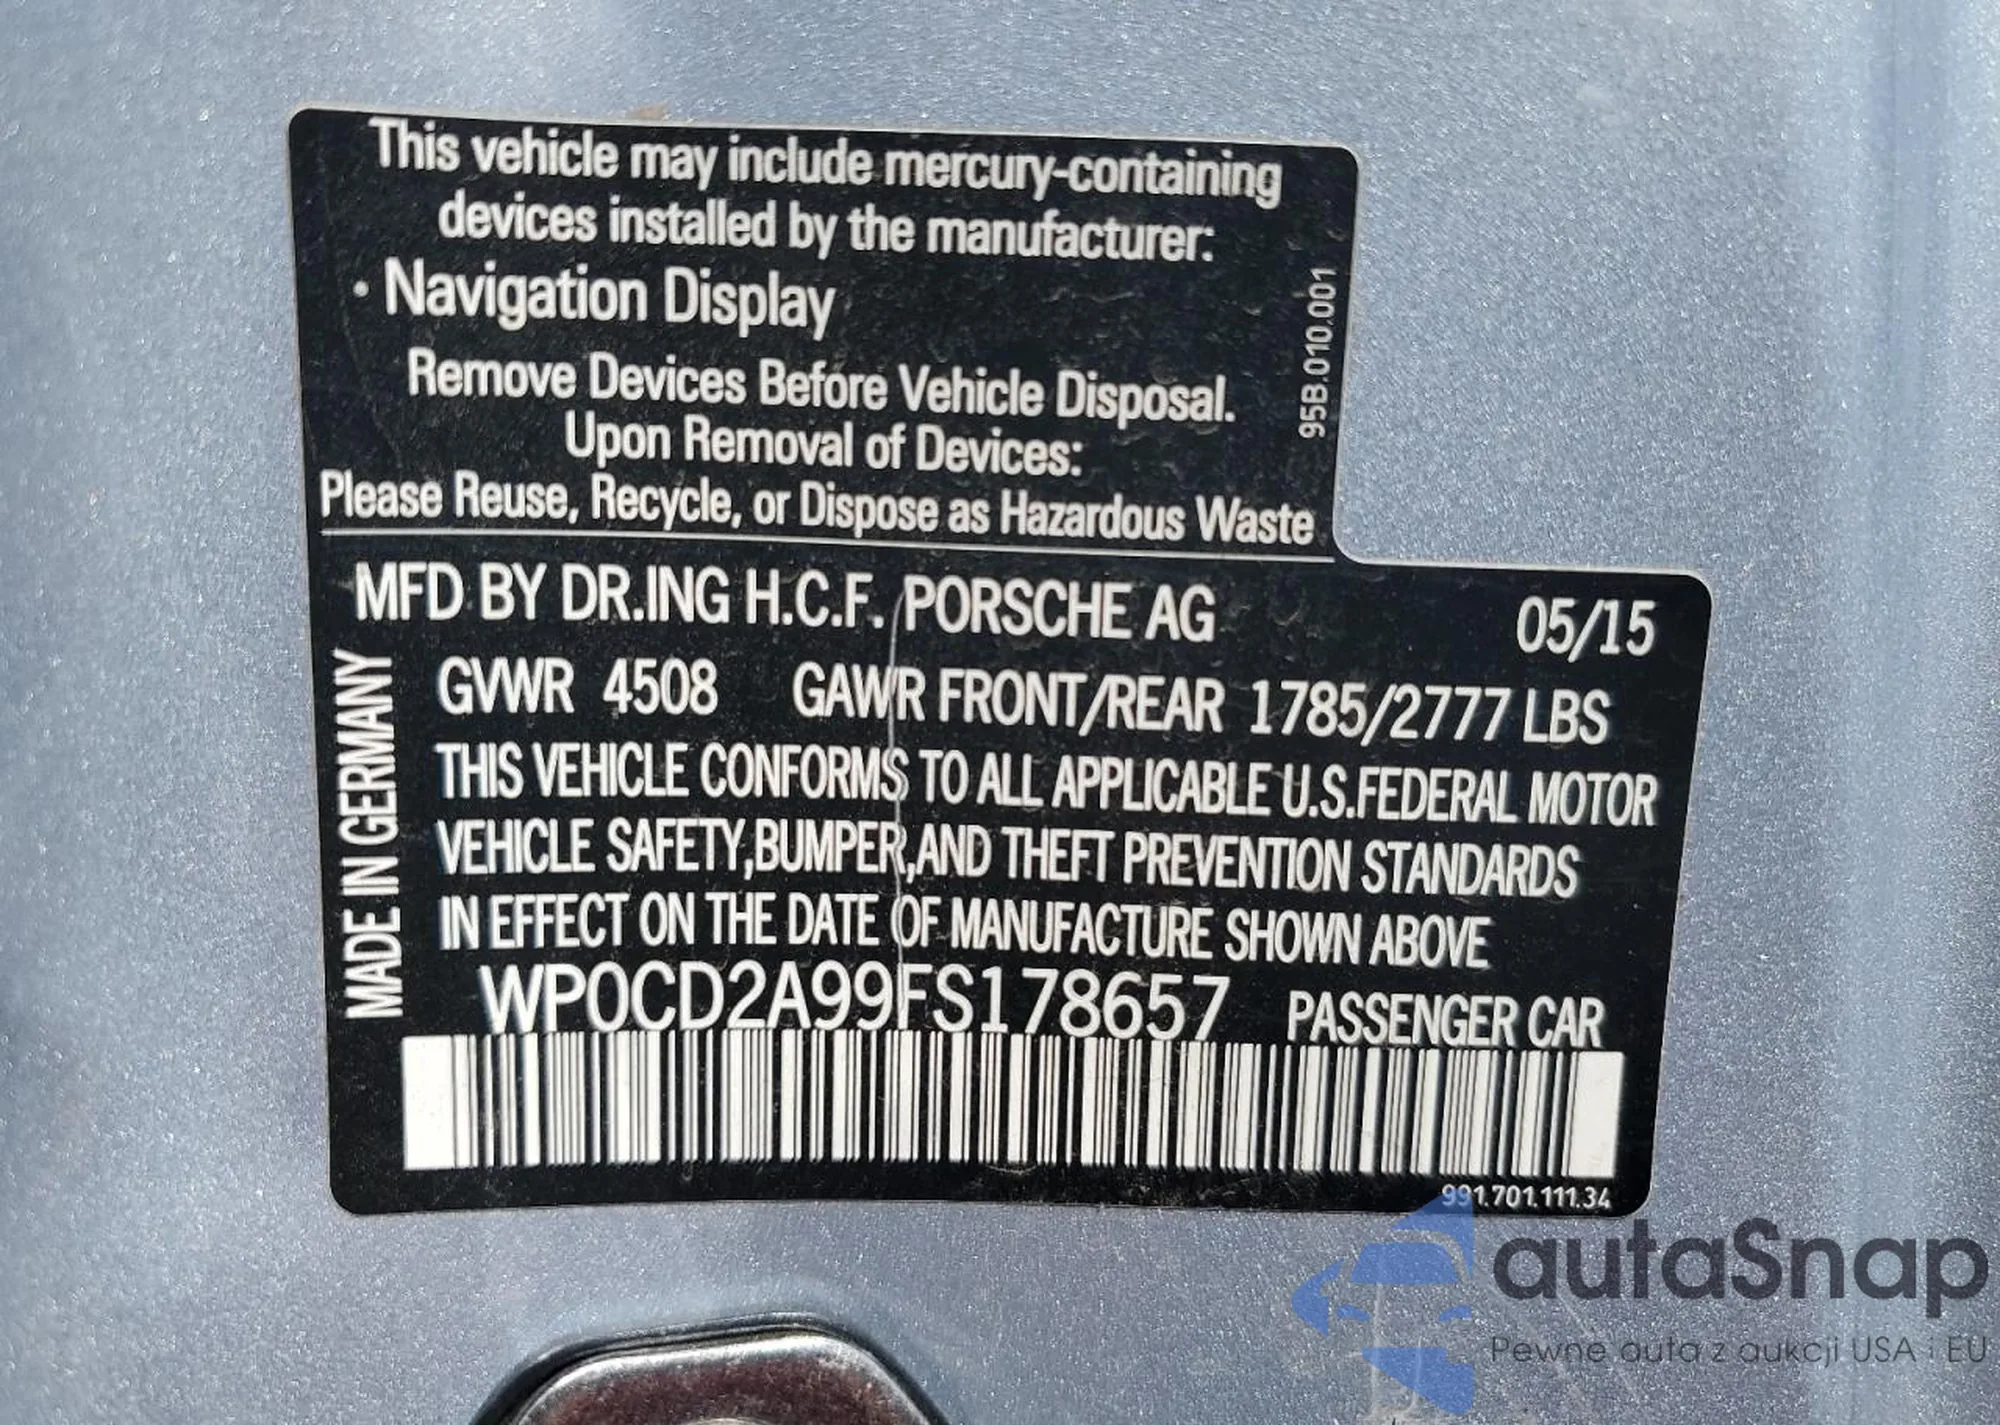 This vehicle may include mercury-containing
devices installed by the manufacturer:
· Navigation Display
Remove Devices Before Vehicle Disposal.
Upon Removal of Devices:
Please Reuse, Recycle, or Dispose as Hazardous Waste
95B.010.001
MFD BY DR.ING H.C.F. PORSCHE AG 05/15
MADE IN GERMANY
GVWR 4508 GAWR FRONT/REAR 1785/2777 LBS
THIS VEHICLE CONFORMS TO ALL APPLICABLE U.S.FEDERAL MOTOR
VEHICLE SAFETY,BUMPER,AND THEFT PREVENTION STANDARDS
IN EFFECT ON THE DATE OF MANUFACTURE SHOWN ABOVE
WP0CD2A99FS178657 PASSENGER CAR
991.701.111.34
autaSnap
Pewne auta z aukcji USA i EU